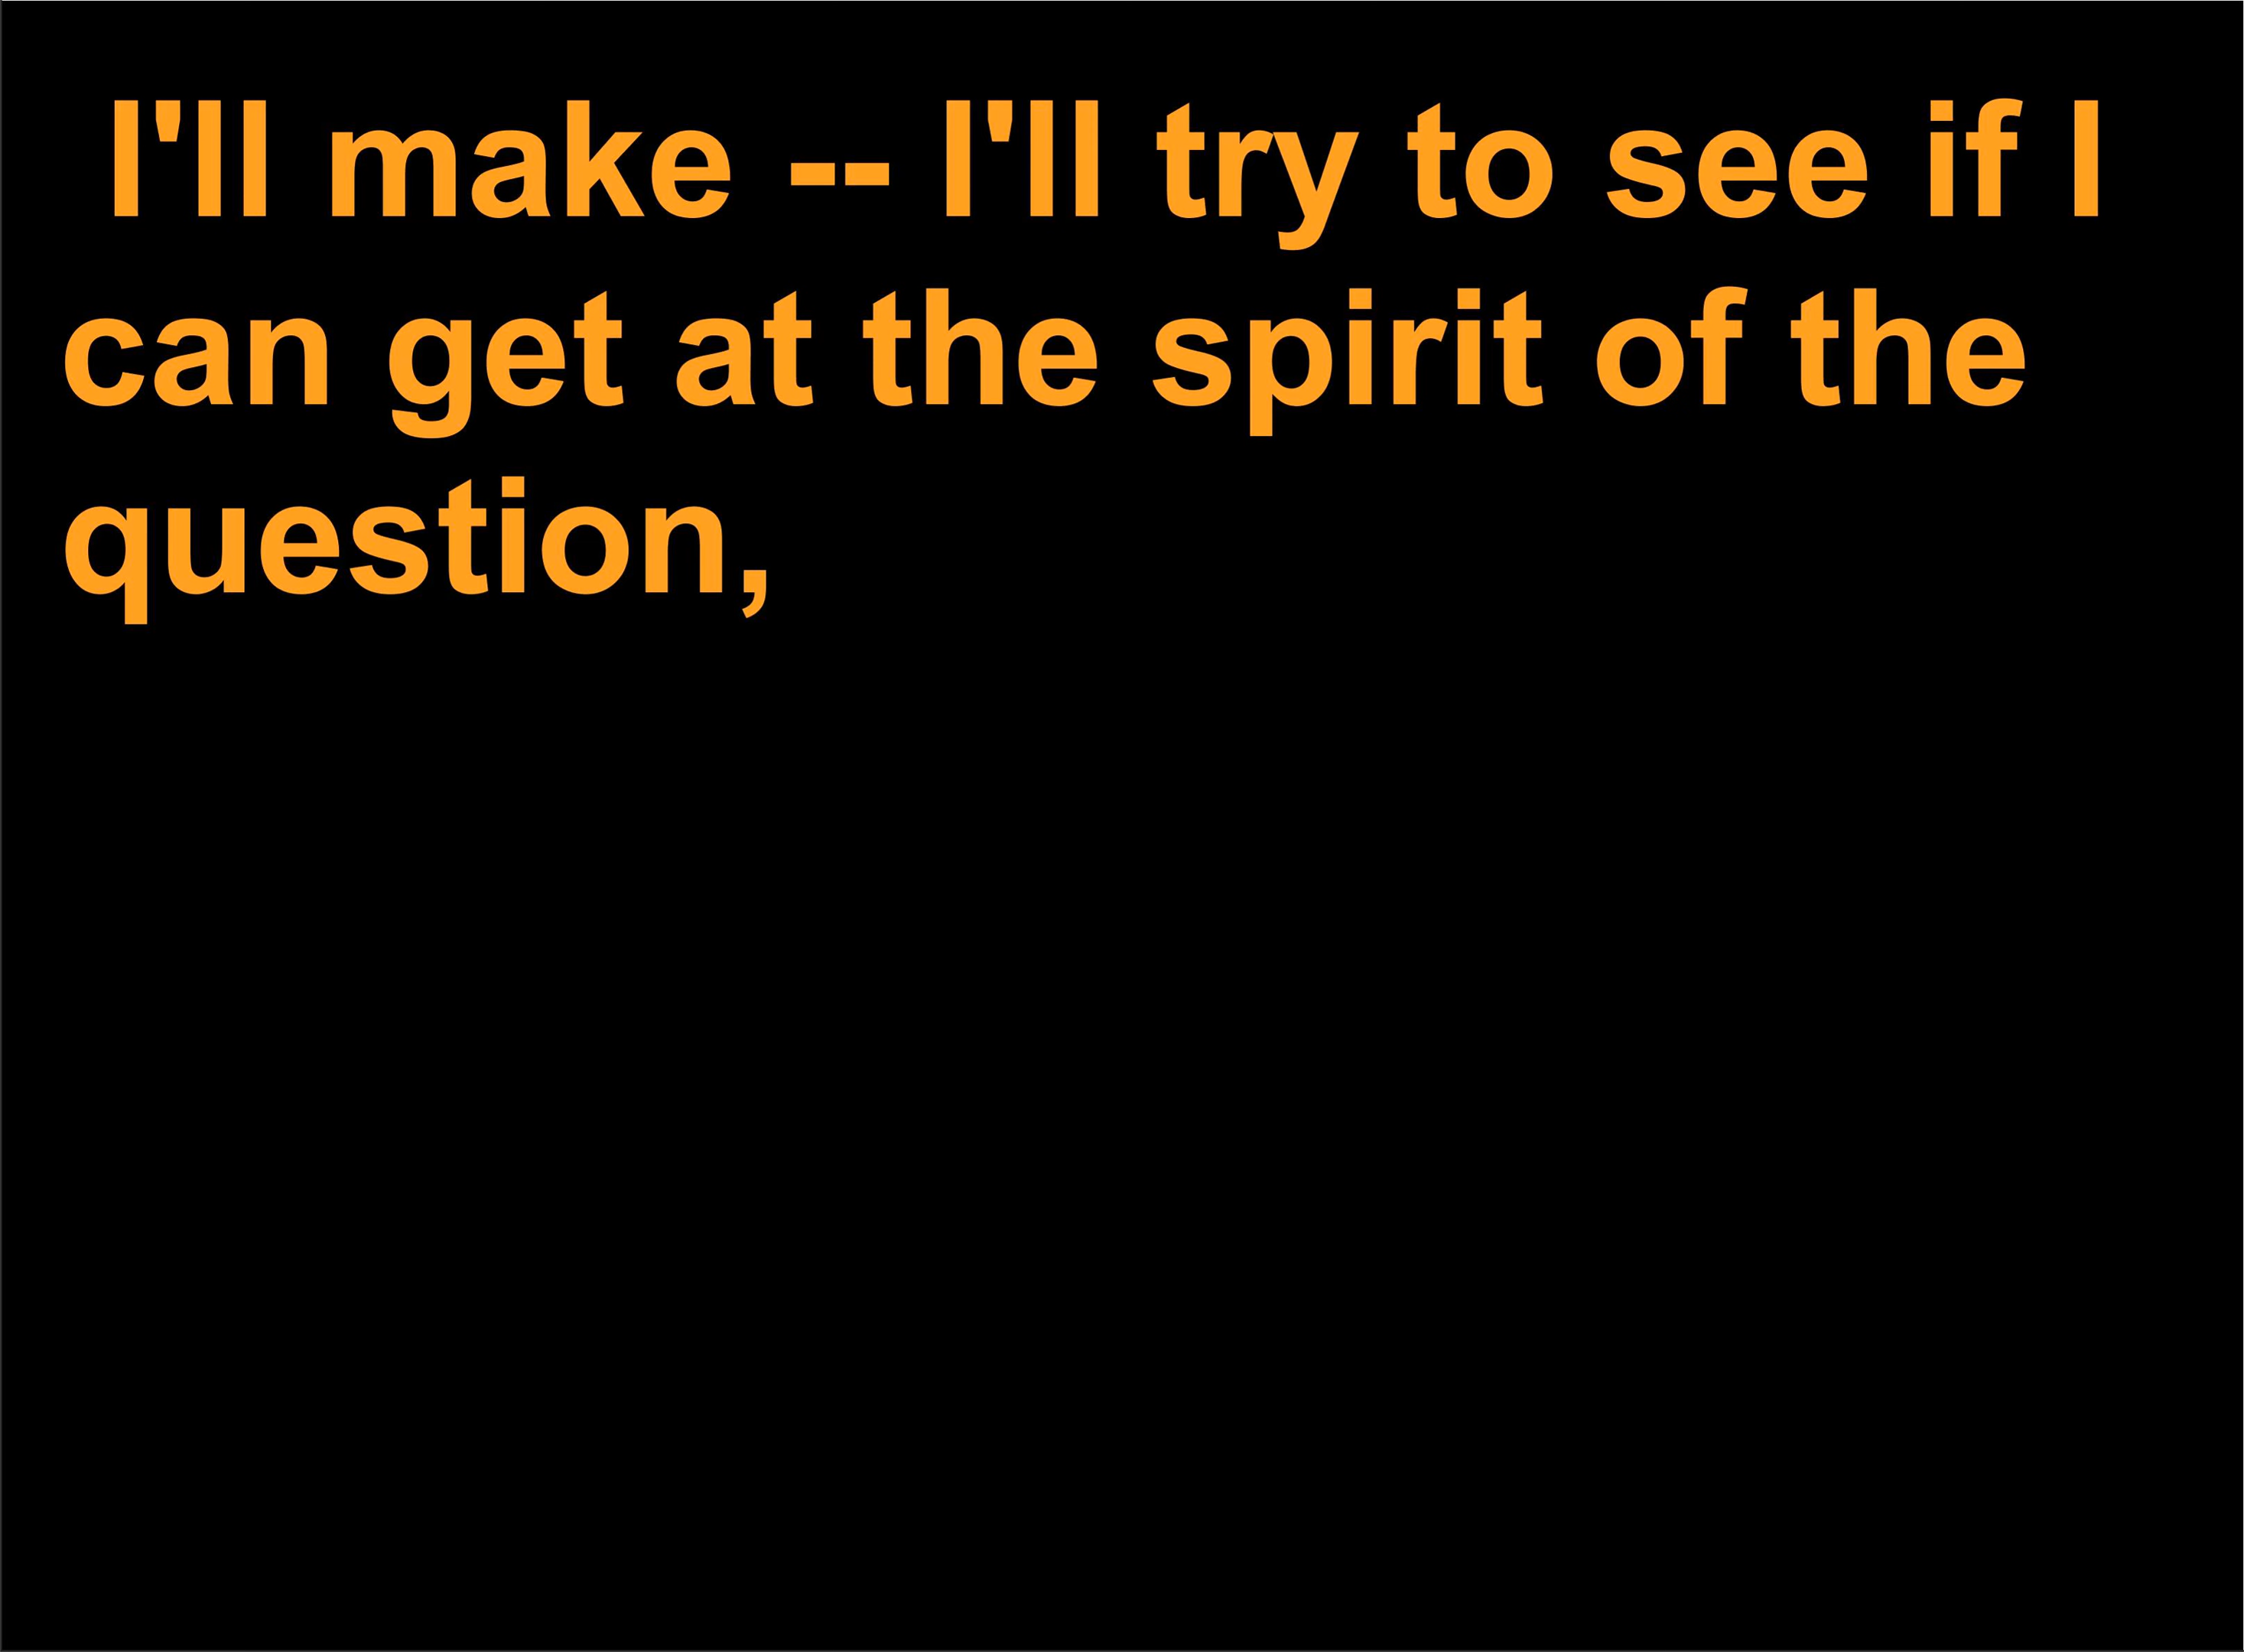 I'll make -- I'll try to see if I
can get at the spirit of the
question,